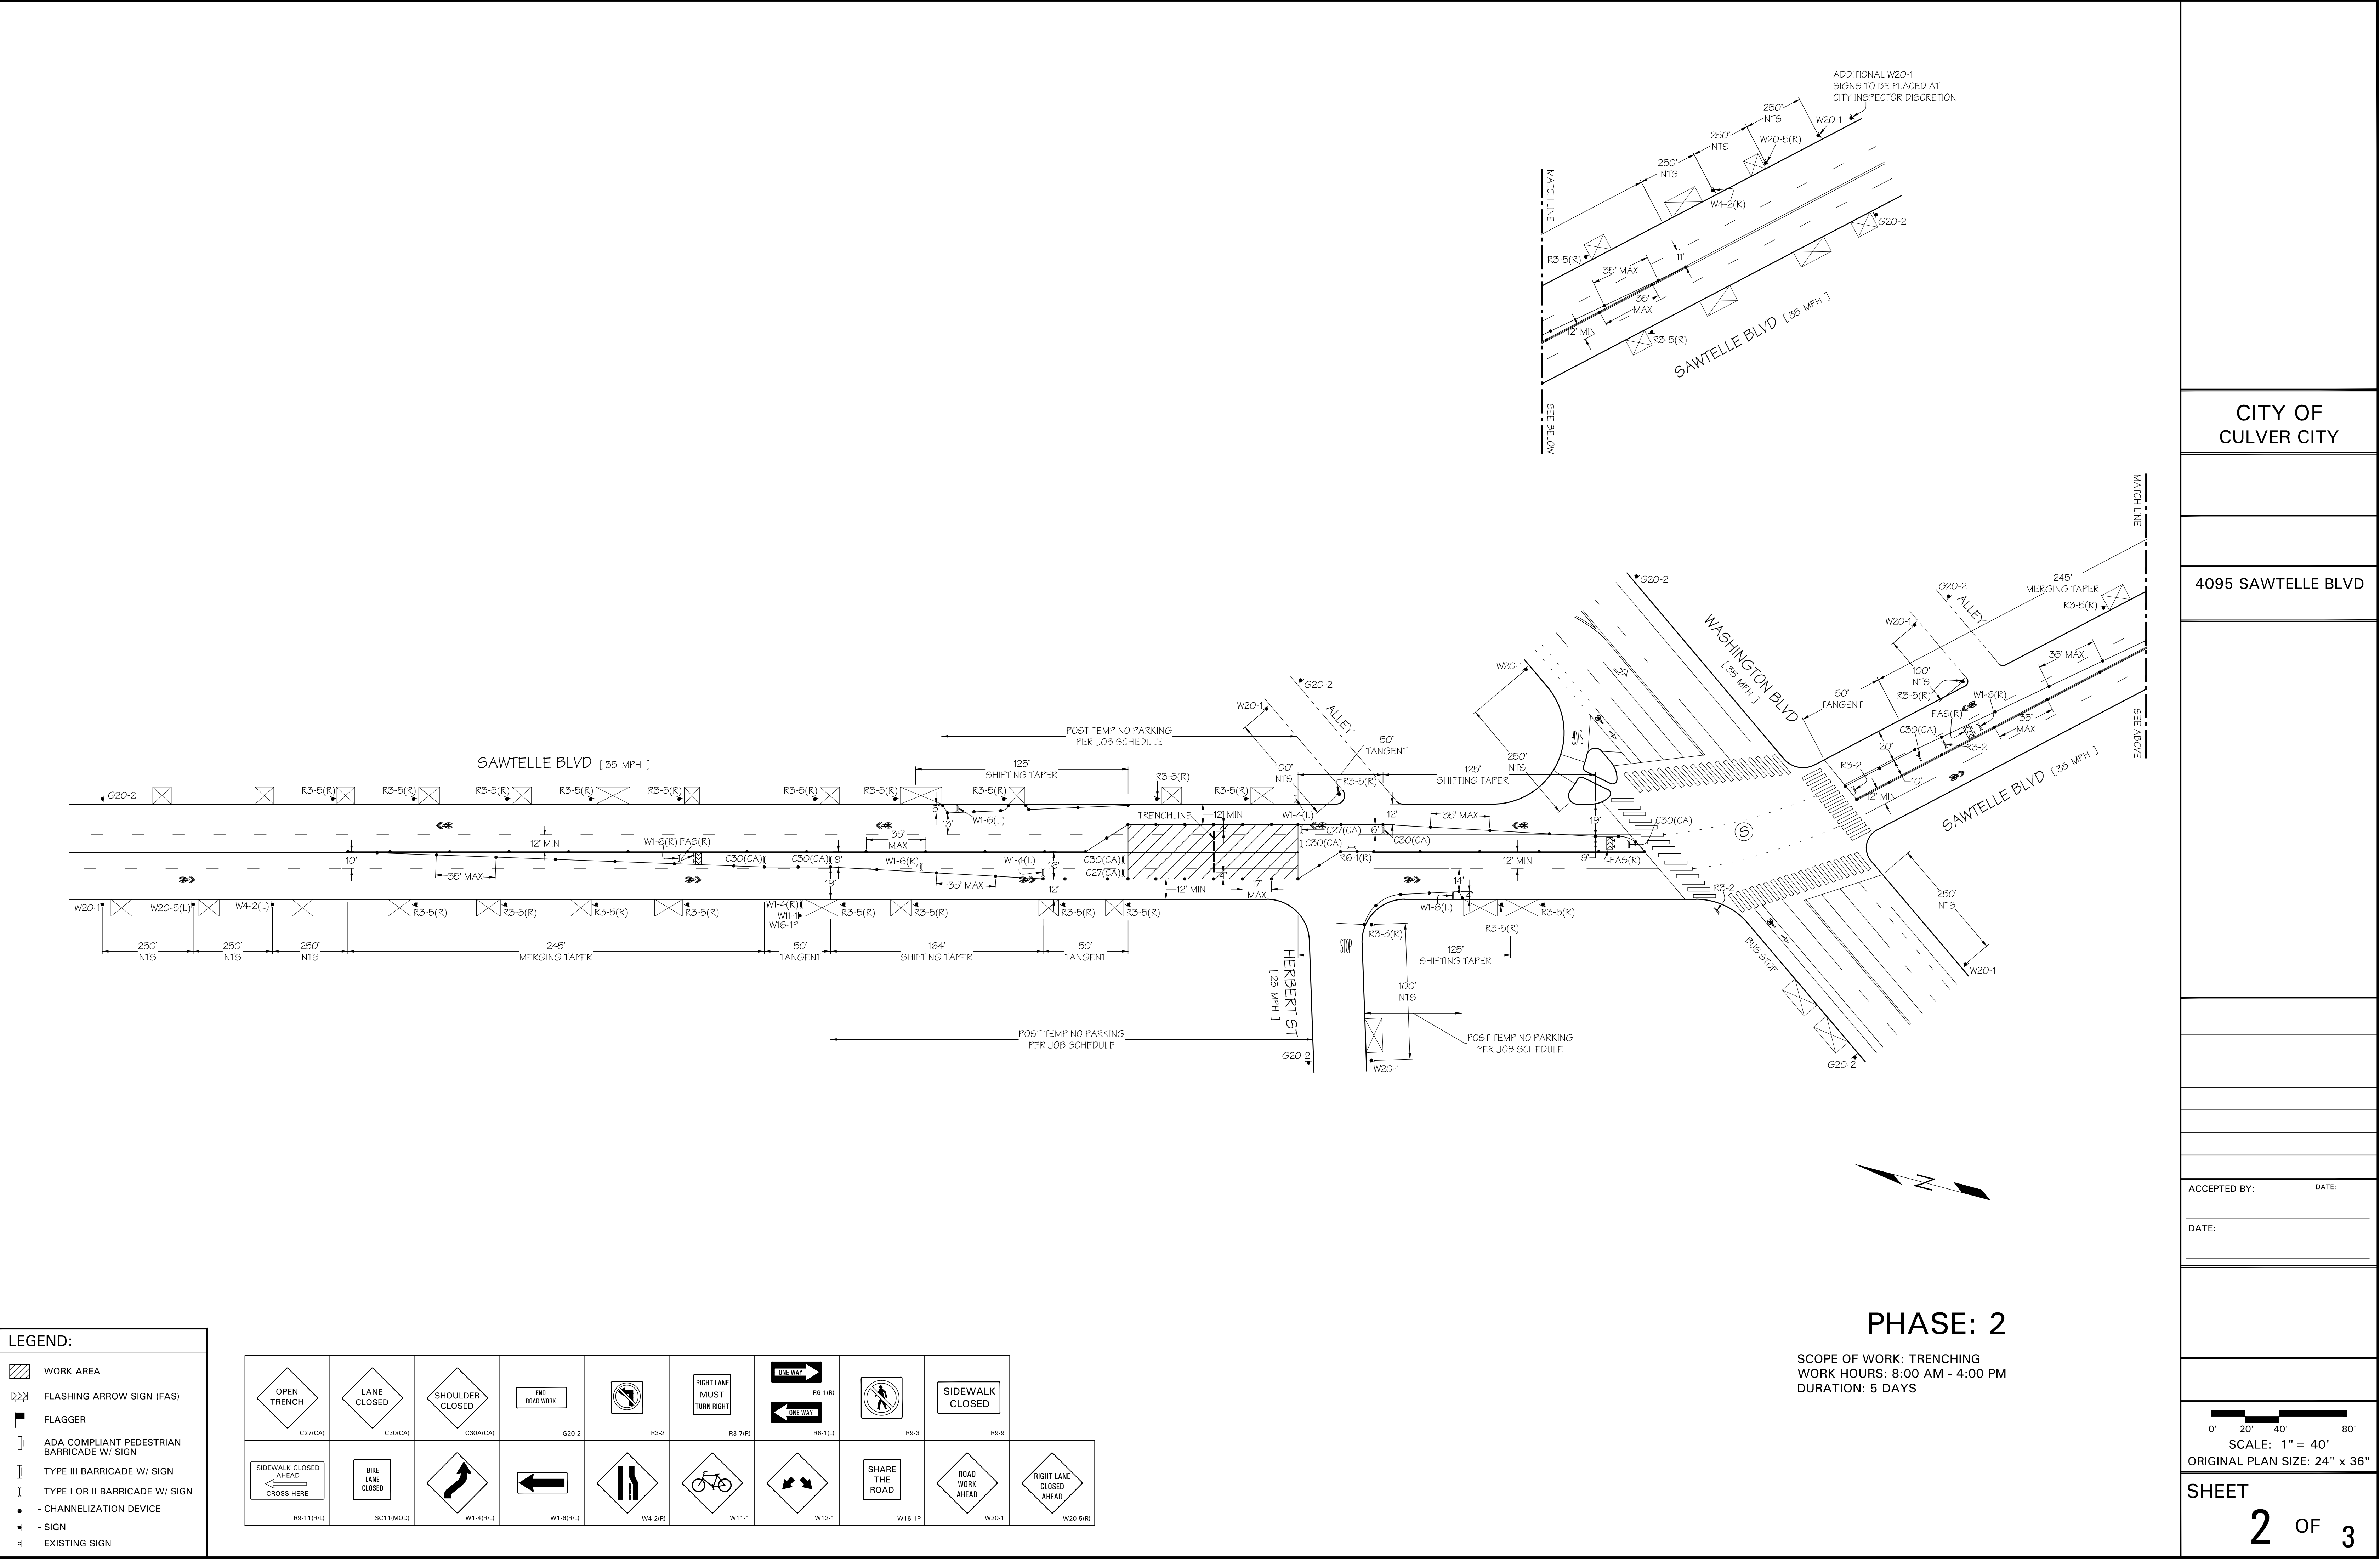 ADDITIONAL W20-1
SIGNS TO BE PLACED AT
CITY INSPECTOR DISCRETION
250'
NTS
W20-1
250'
NTS
W20-5(R)
250'
NTS
W4-2(R)
G20-2
MATCH LINE
R3-5(R)
35' MAX
11'
35'
MAX
12' MIN
R3-5(R)
SAWTELLE BLVD [ 35 MPH ]
SEE BELOW
MATCH LINE
245'
MERGING TAPER
R3-5(R)
G20-2
ALLEY
W20-1
100'
NTS
R3-5(R)
W1-6(R)
35' MAX
FAS(R)
35'
MAX
C30(CA)
R3-2
20'
R3-2
10'
12' MIN
50'
TANGENT
SEE ABOVE
SAWTELLE BLVD [ 35 MPH ]
G20-2
WASHINGTON BLVD
[ 35 MPH ]
W20-1
STOP
250'
NTS
S
C30(CA)
19'
FAS(R)
9'
R3-2
BUS STOP
250'
NTS
W20-1
G20-2
G20-2
W20-1
ALLEY
100'
NTS
R3-5(R)
50'
TANGENT
125'
SHIFTING TAPER
POST TEMP NO PARKING
PER JOB SCHEDULE
125'
SHIFTING TAPER
SAWTELLE BLVD [ 35 MPH ]
G20-2
R3-5(R)
R3-5(R)
R3-5(R)
R3-5(R)
R3-5(R)
R3-5(R)
R3-5(R)
R3-5(R)
R3-5(R)
R3-5(R)
5'
13'
W1-6(L)
TRENCHLINE
12' MIN
W1-4(L)
12'
C27(CA)
6'
C30(CA)
C30(CA)
35' MAX
R6-1(R)
12' MIN
10'
12' MIN
35' MAX
W1-6(R) FAS(R)
C30(CA)
C30(CA)
9'
35'
MAX
W1-6(R)
19'
35' MAX
W1-4(L)
16'
12'
C30(CA)
C27(CA)
12' MIN
17'
MAX
14'
2'
W1-6(L)
W20-1
W20-5(L)
W4-2(L)
R3-5(R)
R3-5(R)
R3-5(R)
R3-5(R)
W1-4(R)
W11-1
W16-1P
R3-5(R)
R3-5(R)
R3-5(R)
R3-5(R)
R3-5(R)
R3-5(R)
R3-5(R)
250'
NTS
250'
NTS
250'
NTS
245'
MERGING TAPER
50'
TANGENT
164'
SHIFTING TAPER
50'
TANGENT
125'
SHIFTING TAPER
STOP
HERBERT ST
[ 25 MPH ]
100'
NTS
POST TEMP NO PARKING
PER JOB SCHEDULE
POST TEMP NO PARKING
PER JOB SCHEDULE
G20-2
W20-1
N
PHASE: 2
SCOPE OF WORK: TRENCHING
WORK HOURS: 8:00 AM - 4:00 PM
DURATION: 5 DAYS
LEGEND:
- WORK AREA
- FLASHING ARROW SIGN (FAS)
- FLAGGER
- ADA COMPLIANT PEDESTRIAN
BARRICADE W/ SIGN
- TYPE-III BARRICADE W/ SIGN
- TYPE-I OR II BARRICADE W/ SIGN
- CHANNELIZATION DEVICE
- SIGN
- EXISTING SIGN
OPEN
TRENCH
C27(CA)
LANE
CLOSED
C30(CA)
SHOULDER
CLOSED
C30A(CA)
END
ROAD WORK
G20-2
R3-2
RIGHT LANE
MUST
TURN RIGHT
R3-7(R)
ONE WAY
R6-1(R)
ONE WAY
R6-1(L)
R9-3
SIDEWALK
CLOSED
R9-9
SIDEWALK CLOSED
AHEAD
CROSS HERE
R9-11(R/L)
BIKE
LANE
CLOSED
SC11(MOD)
W1-4(R/L)
W1-6(R/L)
W4-2(R)
W11-1
W12-1
SHARE
THE
ROAD
W16-1P
ROAD
WORK
AHEAD
W20-1
RIGHT LANE
CLOSED
AHEAD
W20-5(R)
CITY OF
CULVER CITY
4095 SAWTELLE BLVD
ACCEPTED BY:
DATE:
DATE:
0' 20' 40' 80'
SCALE: 1" = 40'
ORIGINAL PLAN SIZE: 24" x 36"
SHEET
2 OF 3